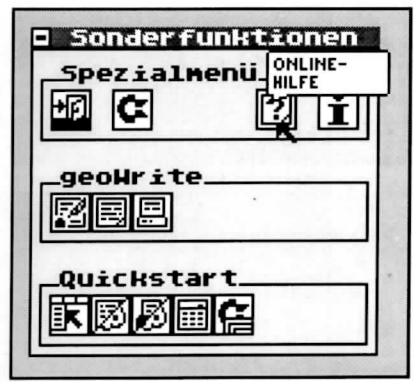 Sonderfunktionen
ONLINE-
HILFE
Spezialmenü
geoWrite
Quickstart